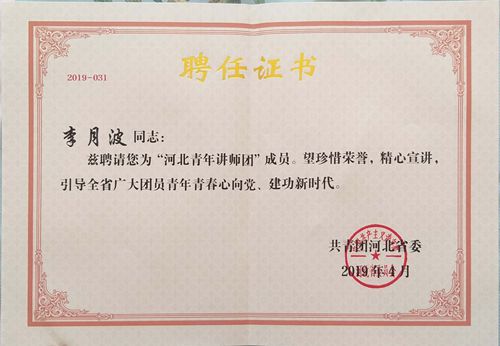 聘任证书
2019-031
李月波同志：
兹聘请您为“河北青年讲师团”成员。望珍惜荣誉，精心宣讲，
引导全省广大团员青年青春心向党、建功新时代。
共青团河北省委
2019年4月